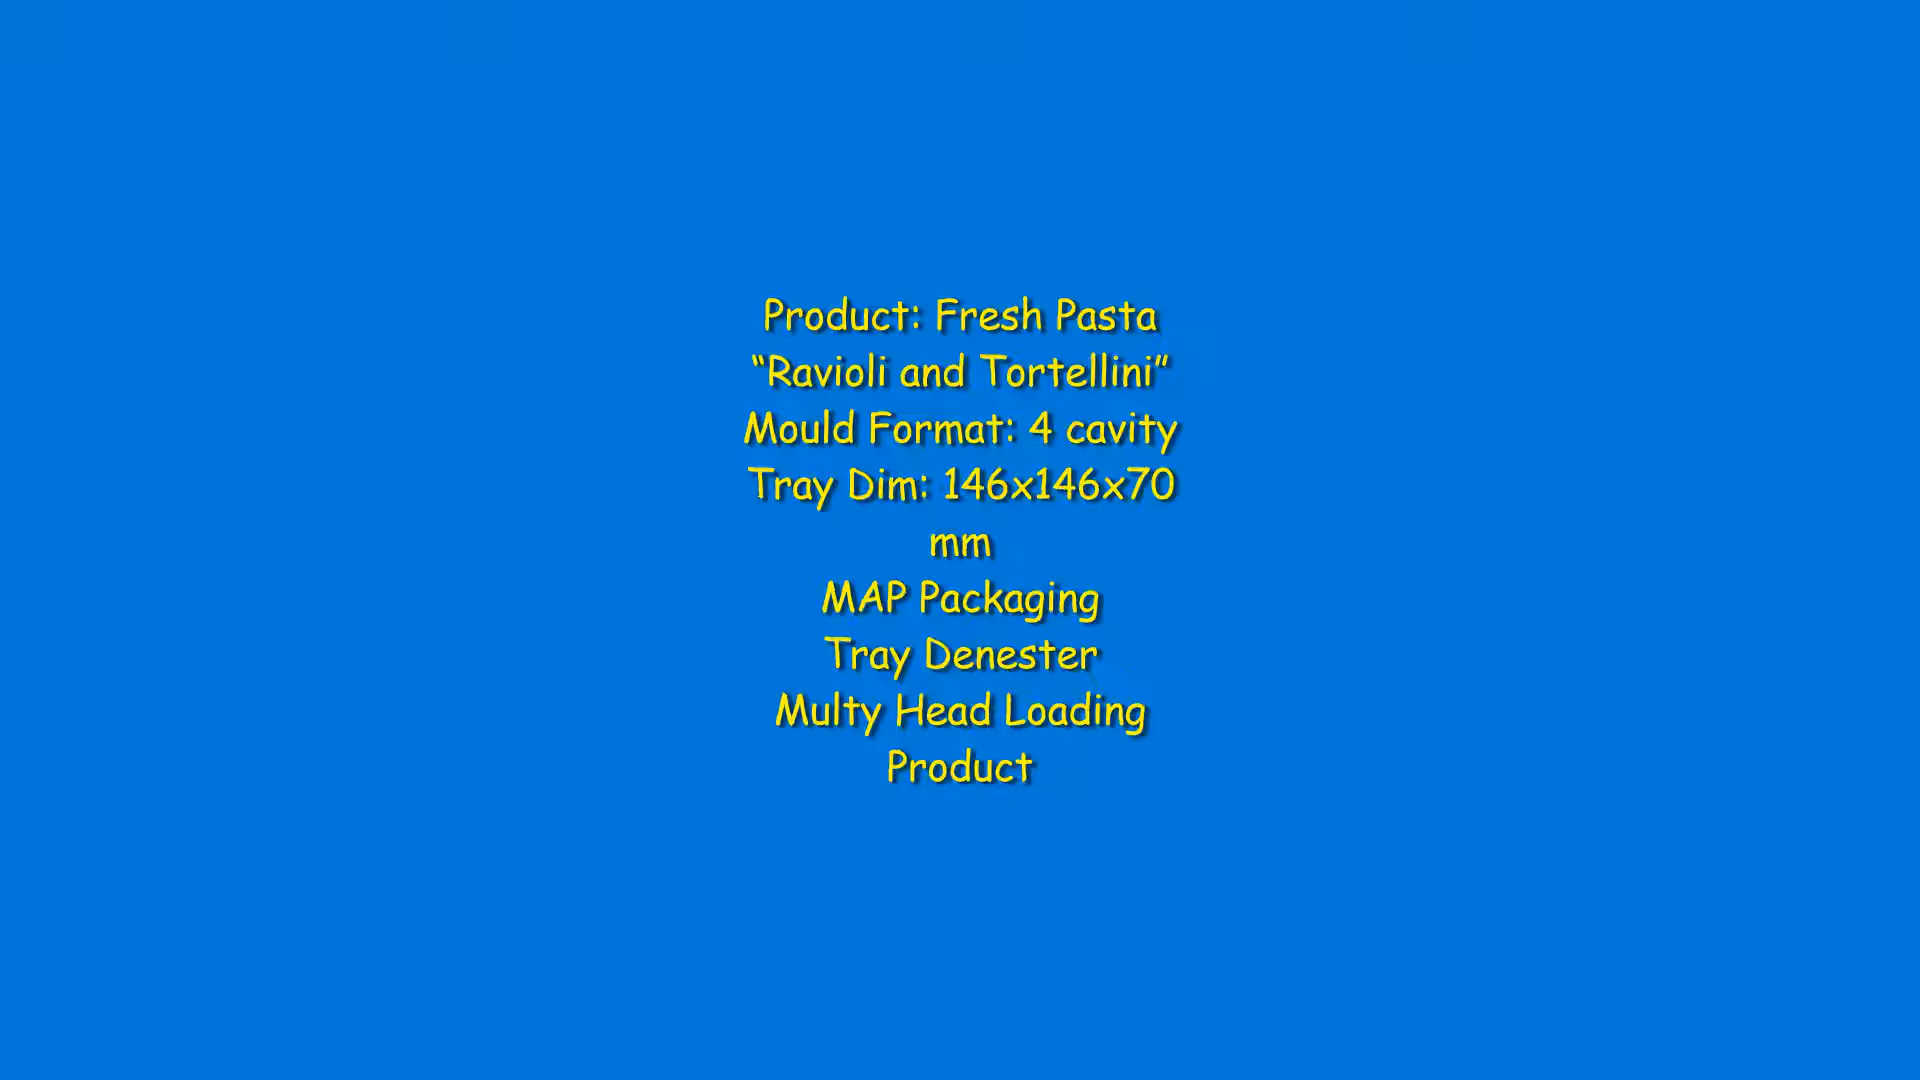 Product: Fresh Pasta
“Ravioli and Tortellini”
Mould Format: 4 cavity
Tray Dim: 146x146x70
mm
MAP Packaging
Tray Denester
Multy Head Loading
Product